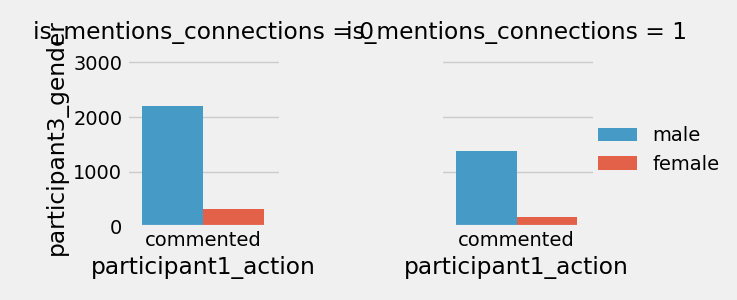 is_mentions_connections = 0
is_mentions_connections = 1
participant3_gender
3000
2000
1000
0
commented
commented
participant1_action
participant1_action
male
female